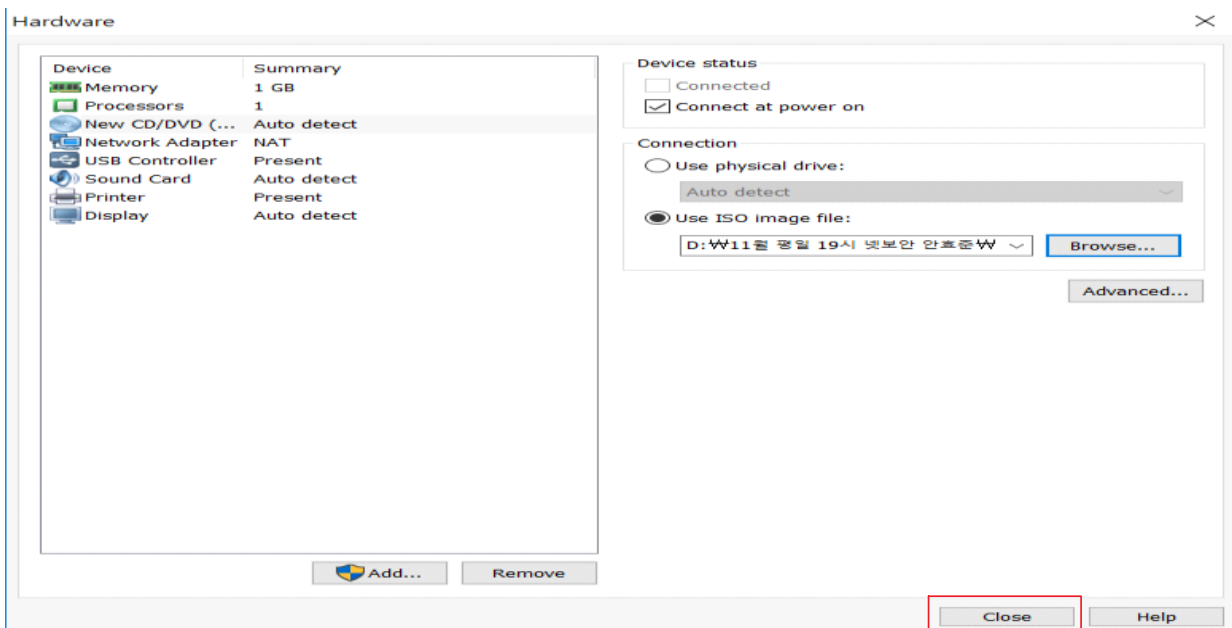 Hardware
Device Summary
Memory 1 GB
Processors 1
New CD/DVD (... Auto detect
Network Adapter NAT
USB Controller Present
Sound Card Auto detect
Printer Present
Display Auto detect
Add... Remove
Device status
Connected
Connect at power on
Connection
Use physical drive:
Auto detect
Use ISO image file:
D:₩11월 평일 19시 넷보안 안효준₩ Browse...
Advanced...
Close Help